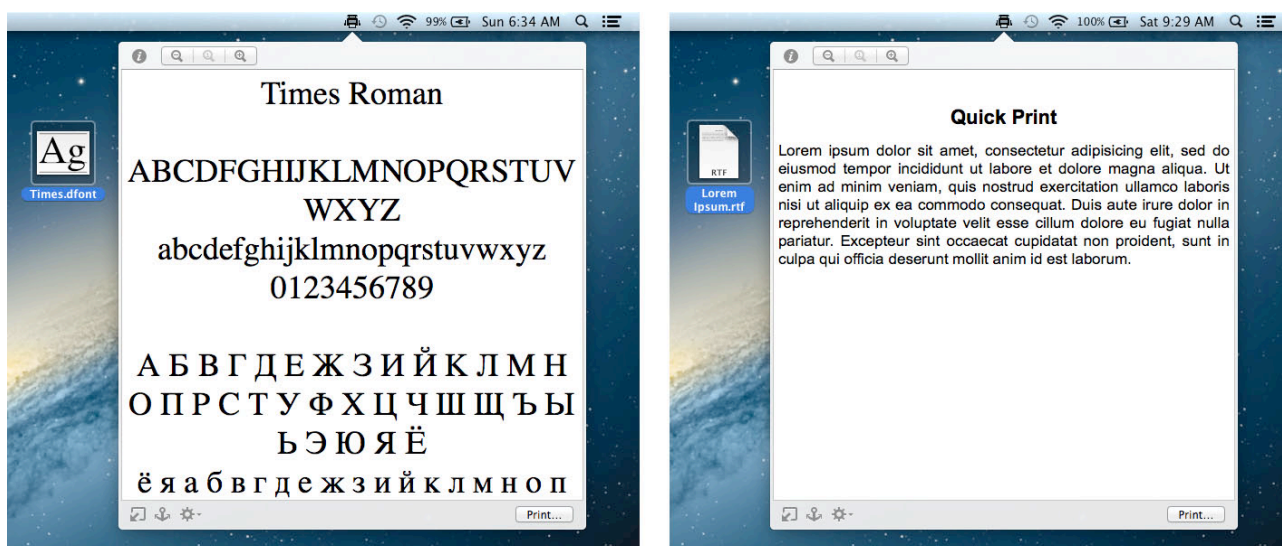 99% Sun 6:34 AM
Times Roman
ABCDFGHIJKLMNOPQRSTUV
WXYZ
abcdefghijklmnopqrstuvwxyz
0123456789
А Б В Г Д Е Ж З И Й К Л М Н
О П Р С Т У Ф Х Ц Ч Ш Щ Ъ Ы
Ь Э Ю Я Ё
ё я а б в г д е ж з и й к л м н о п
Ag
Times.dfont
Print...
100% Sat 9:29 AM
Quick Print
Lorem ipsum dolor sit amet, consectetur adipisicing elit, sed do
eiusmod tempor incididunt ut labore et dolore magna aliqua. Ut
enim ad minim veniam, quis nostrud exercitation ullamco laboris
nisi ut aliquip ex ea commodo consequat. Duis aute irure dolor in
reprehenderit in voluptate velit esse cillum dolore eu fugiat nulla
pariatur. Excepteur sint occaecat cupidatat non proident, sunt in
culpa qui officia deserunt mollit anim id est laborum.
RTF
Lorem
Ipsum.rtf
Print...